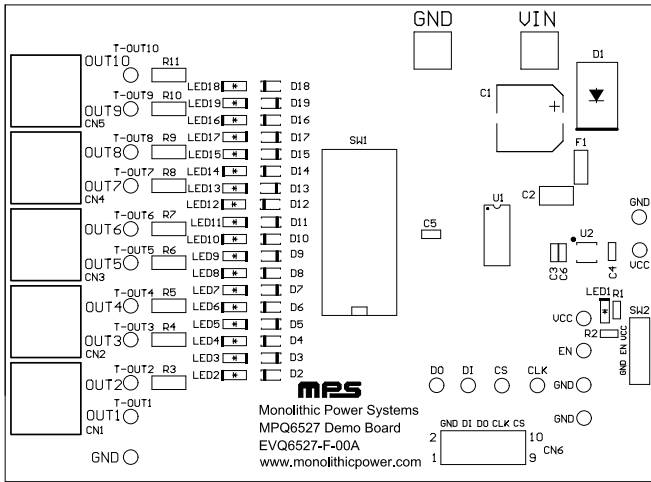 GND VIN
T-OUT10
OUT10 R11
D1
LED18 D18
T-OUT9 R10
LED19 D19
OUT9
C1 +
LED16 D16
CN5
LED17 D17
T-OUT8 R9
SW1
F1
OUT8
LED15 D15
T-OUT7 R8
LED14 D14
OUT7
LED13 D13
C2
CN4
LED12 D12
U1
T-OUT6 R7
LED11 D11
GND
OUT6
C5
U2
LED10 D10
T-OUT5 R6
LED9 D9
VCC
OUT5
C3 C6 C4
CN3
LED8 D8
T-OUT4 R5
LED7 D7
LED1 R1
OUT4
LED6 D6
SW2
VCC
T-OUT3 R4
LED5 D5
R2
OUT3
LED4 D4
GND EN VCC
EN
CN2
LED3 D3
T-OUT2 R3
LED2 D2
DO DI CS CLK
OUT2
GND
mps
T-OUT1
OUT1
Monolithic Power Systems
GND
CN1
MPQ6527 Demo Board
GND DI DO CLK CS
EVQ6527-F-00A
2 10
CN6
GND
www.monolithicpower.com
1 9